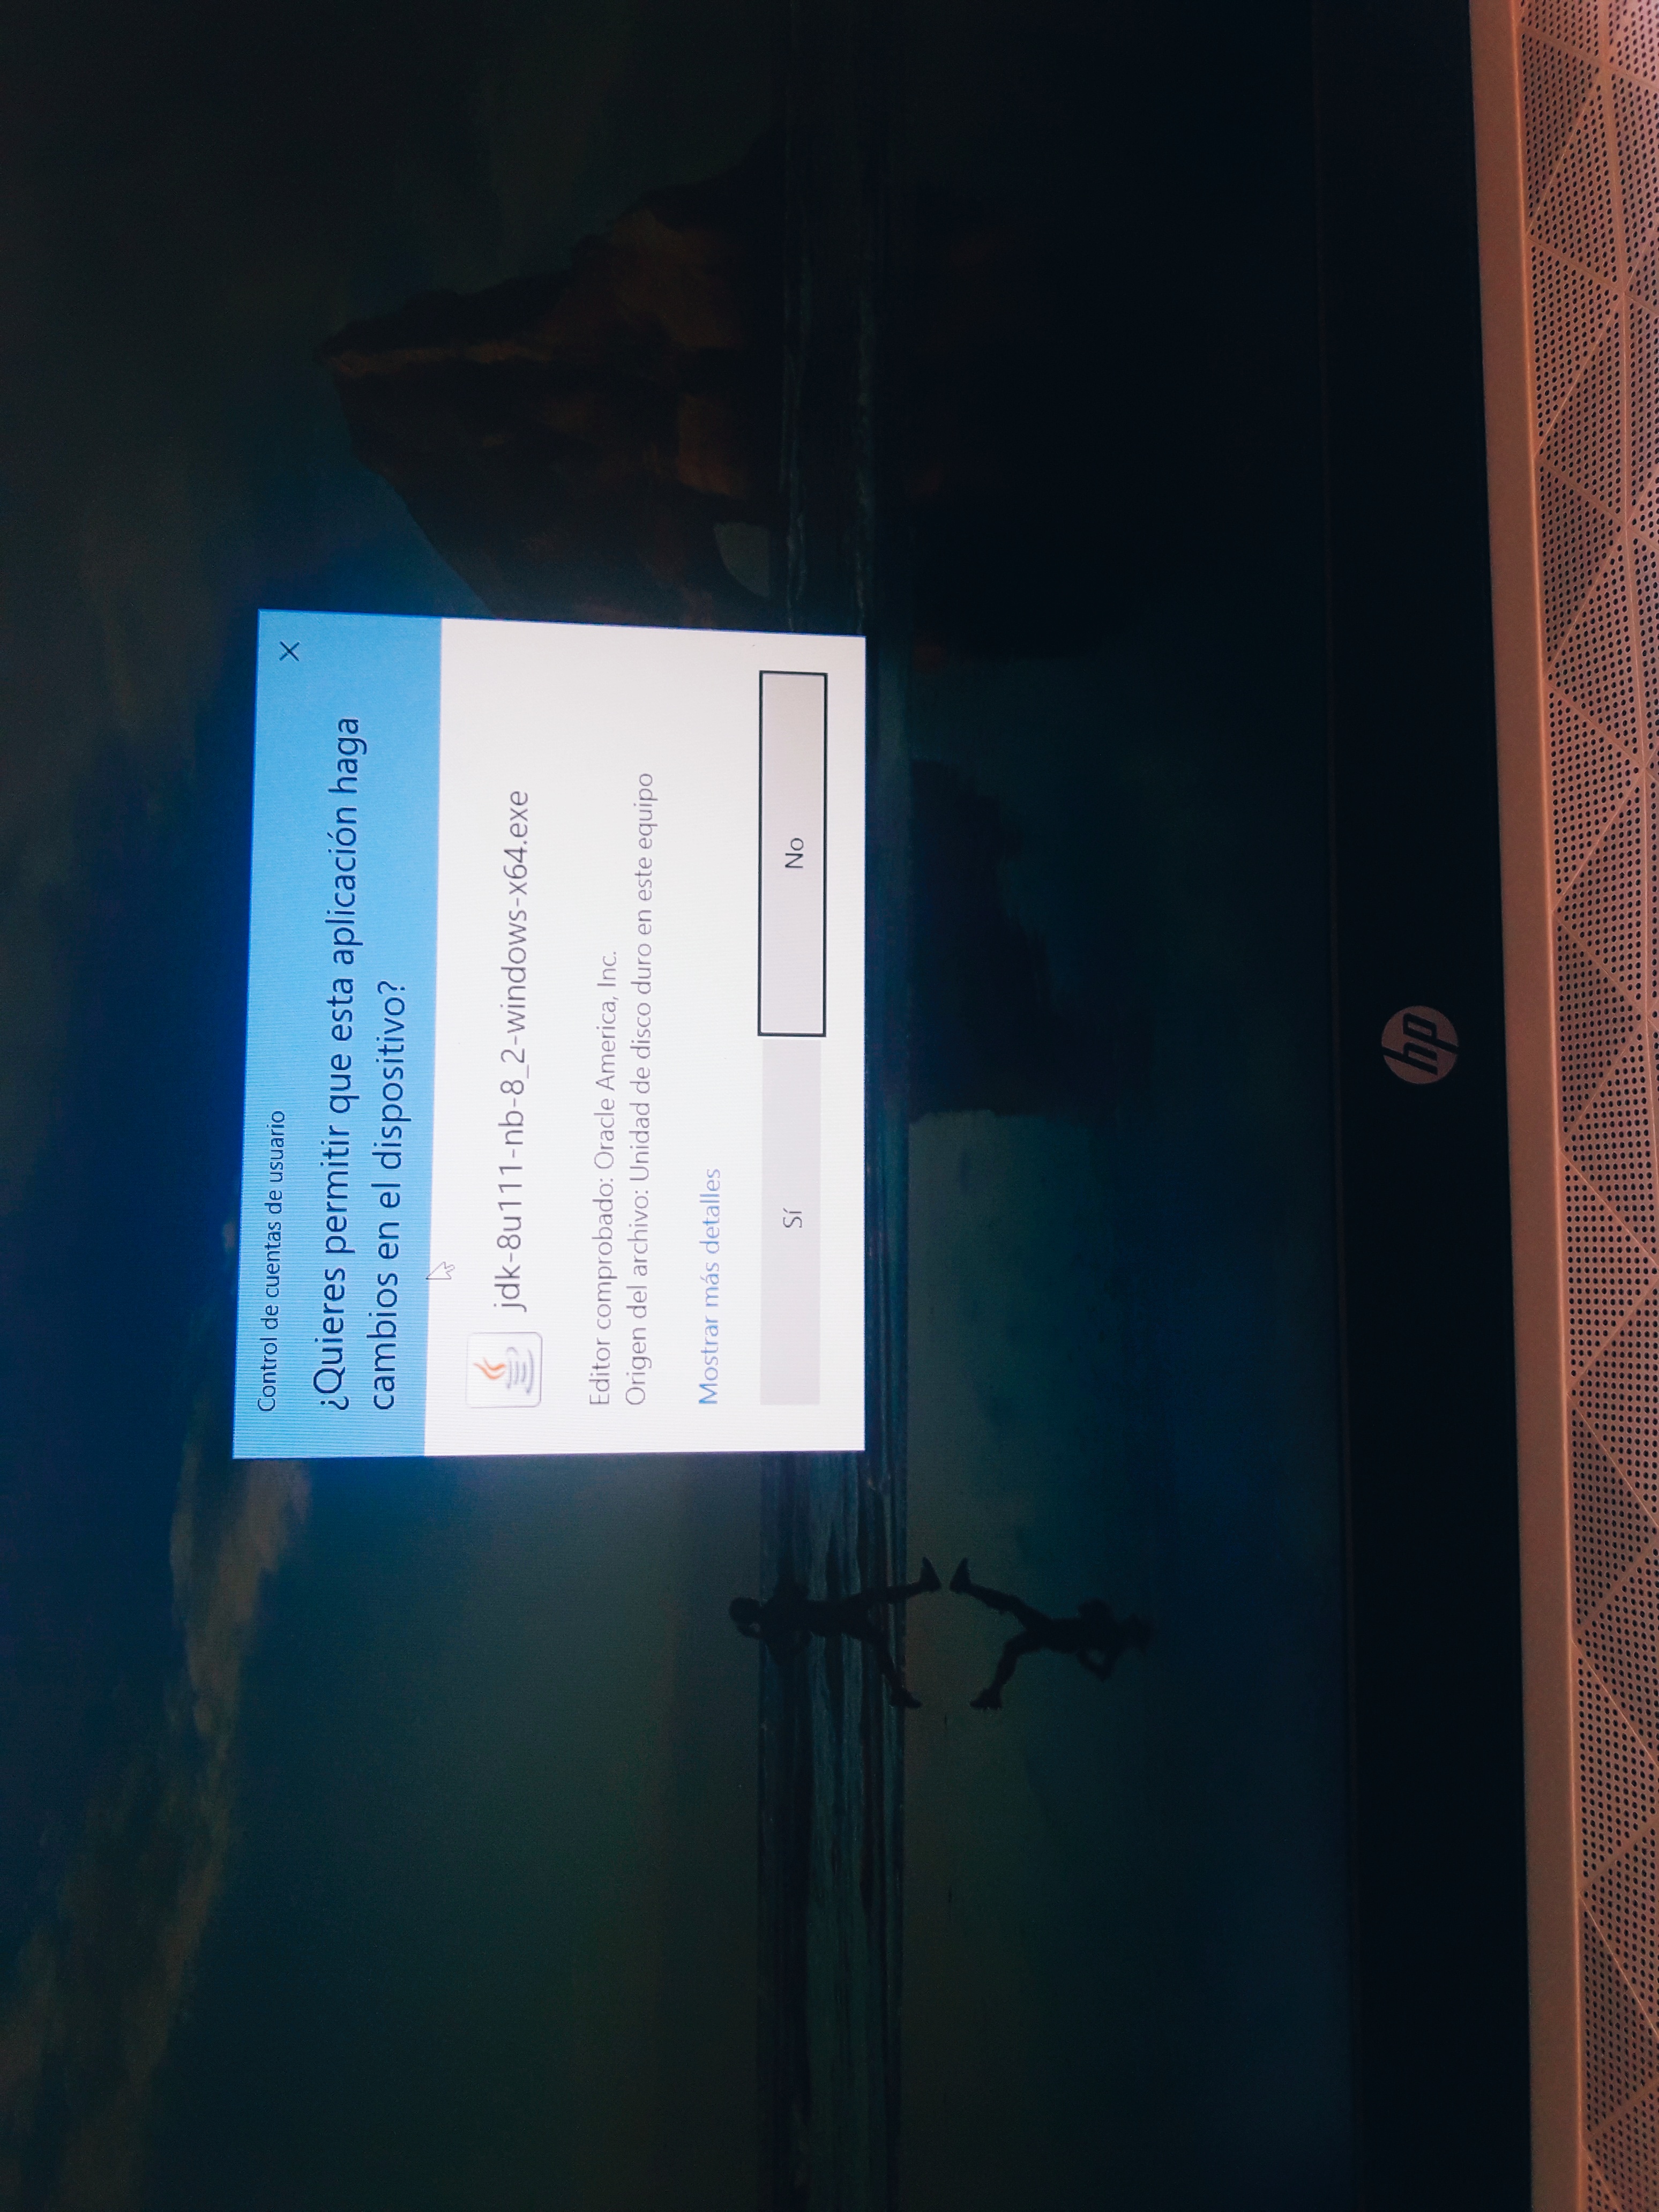 Control de cuentas de usuario
¿Quieres permitir que esta aplicación haga
cambios en el dispositivo?
jdk-8u111-nb-8_2-windows-x64.exe
Editor comprobado: Oracle America, Inc.
Origen del archivo: Unidad de disco duro en este equipo
Mostrar más detalles
Sí No
hp